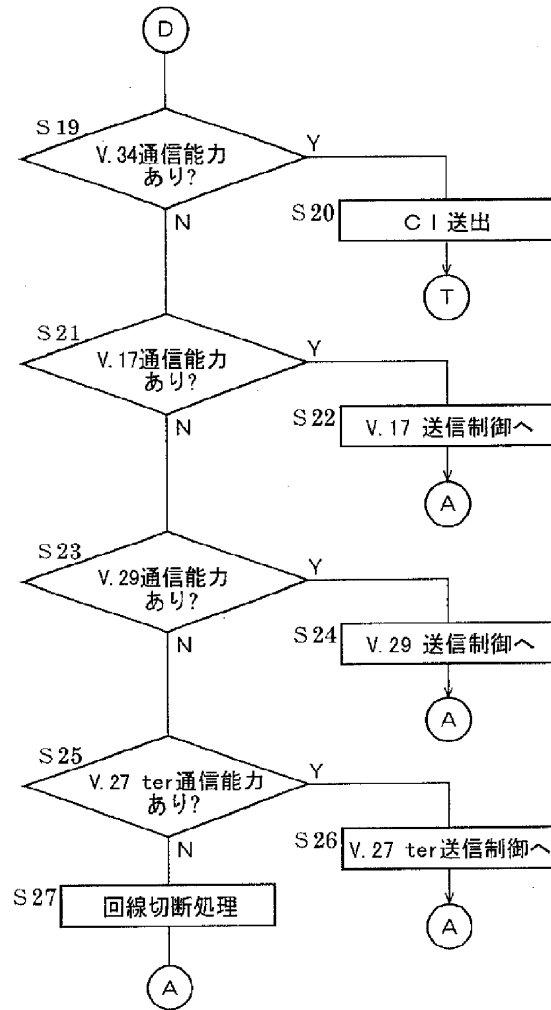 D
S19
V.34通信能力
あり?
Y
N
S20
CI送出
T
S21
V.17通信能力
あり?
Y
N
S22
V.17 送信制御へ
A
S23
V.29通信能力
あり?
Y
N
S24
V.29 送信制御へ
A
S25
V.27 ter通信能力
あり?
Y
N
S26
V.27 ter送信制御へ
A
S27
回線切断処理
A